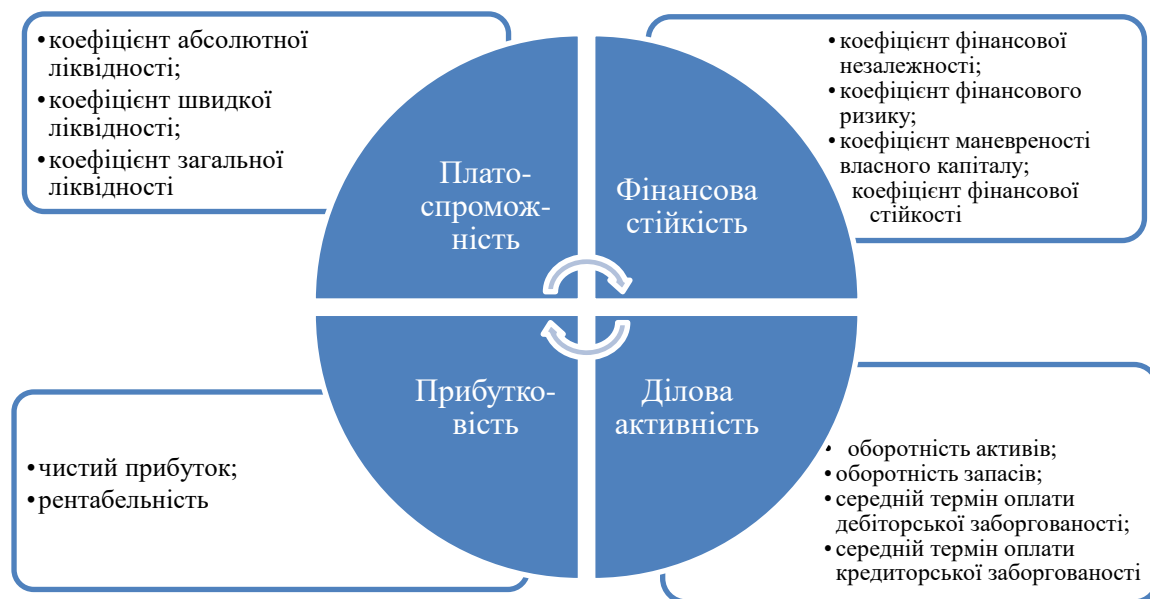 •коефіцієнт абсолютної
ліквідності;
•коефіцієнт швидкої
ліквідності;
•коефіцієнт загальної
ліквідності
Плато-
спромож-
ність
•коефіцієнт фінансової
незалежності;
•коефіцієнт фінансового
ризику;
•коефіцієнт маневреності
власного капіталу;
коефіцієнт фінансової
стійкості
Фінансова
стійкість
•чистий прибуток;
•рентабельність
Прибутко-
вість
Ділова
активність
• оборотність активів;
•оборотність запасів;
•середній термін оплати
дебіторської заборгованості;
•середній термін оплати
кредиторської заборгованості